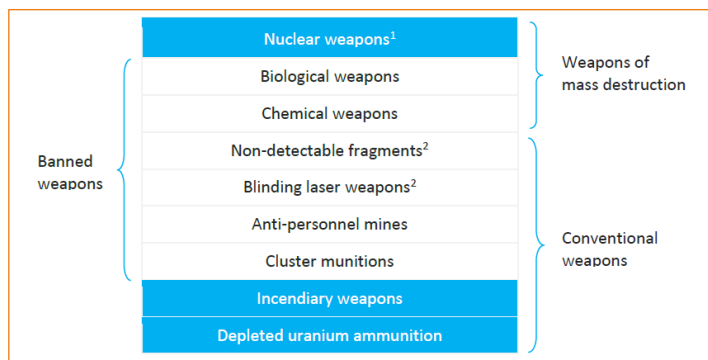 Nuclear weapons¹
Biological weapons
Chemical weapons
Non-detectable fragments²
Blinding laser weapons²
Anti-personnel mines
Cluster munitions
Incendiary weapons
Depleted uranium ammunition
Banned
weapons
Weapons of
mass destruction
Conventional
weapons